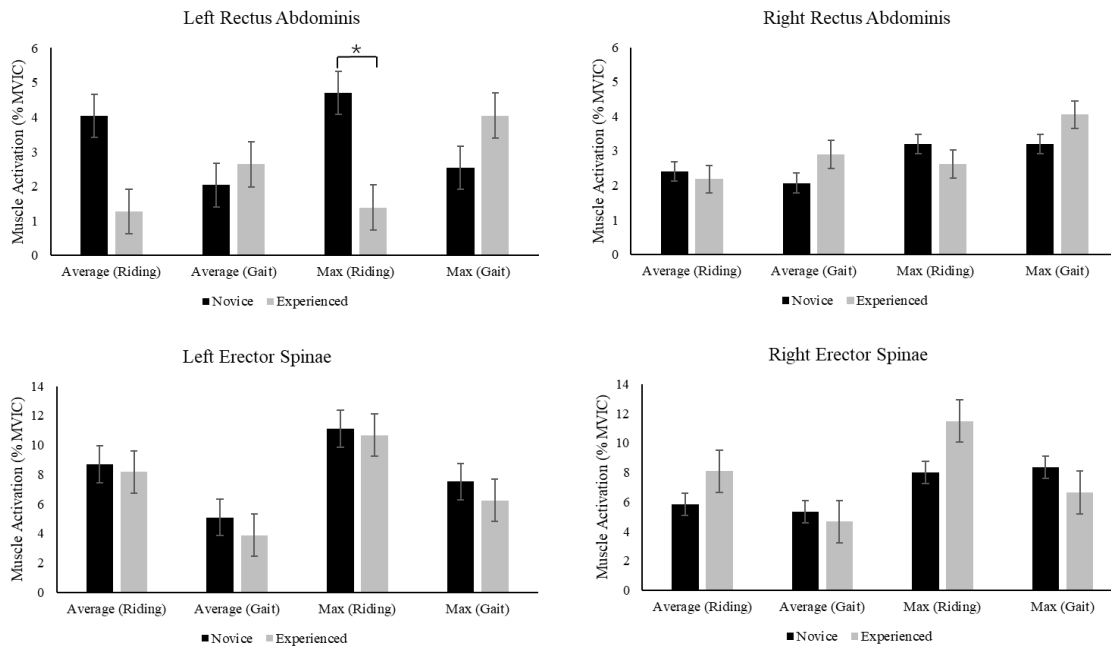 Left Rectus Abdominis
Muscle Activation (% MVIC)
6
5
4
3
2
1
0
*
Average (Riding) Average (Gait) Max (Riding) Max (Gait)
Novice Experienced
Right Rectus Abdominis
Muscle Activation (% MVIC)
6
5
4
3
2
1
0
Average (Riding) Average (Gait) Max (Riding) Max (Gait)
Novice Experienced
Left Erector Spinae
Muscle Activation (% MVIC)
14
12
10
8
6
4
2
0
Average (Riding) Average (Gait) Max (Riding) Max (Gait)
Novice Experienced
Right Erector Spinae
Muscle Activation (% MVIC)
14
12
10
8
6
4
2
0
Average (Riding) Average (Gait) Max (Riding) Max (Gait)
Novice Experienced